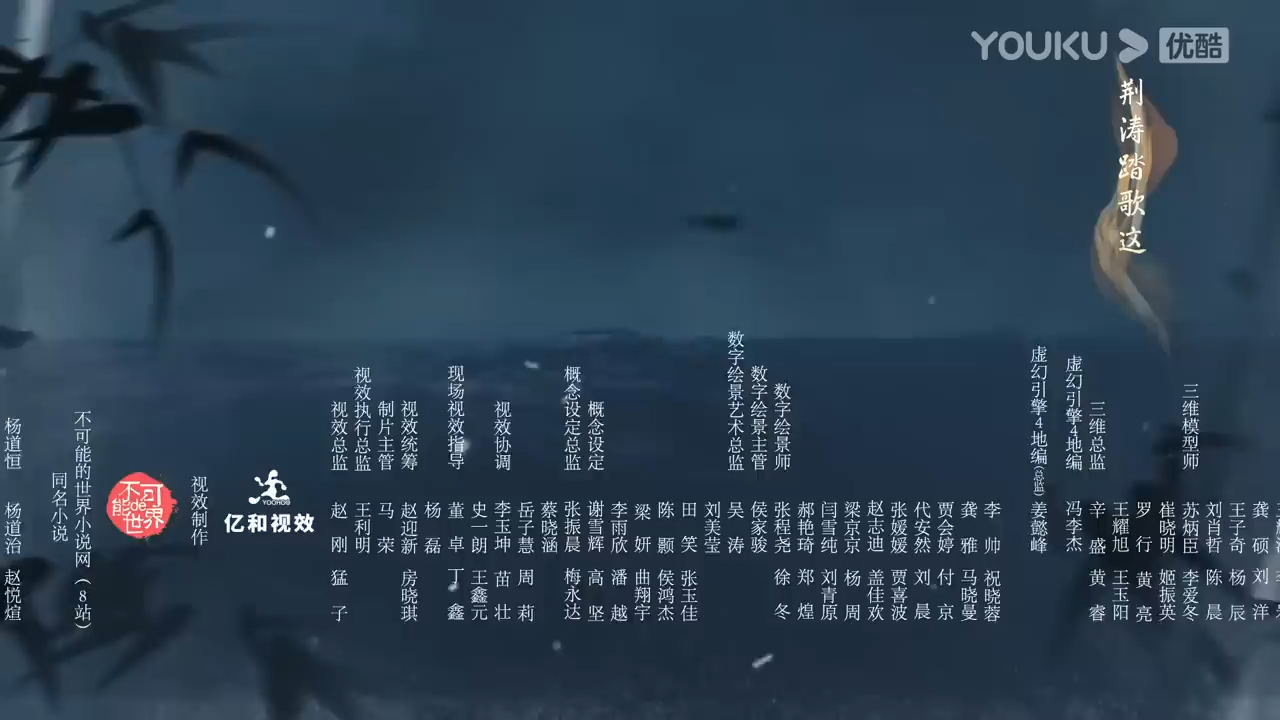 YOUKU 优酷
荆涛踏歌这
杨道恒
杨道治 赵悦煊
同名小说
不可能的世界小说网（8站）
不可能de世界
视效制作
YOOHOO
亿和视效
视效总监 赵刚 猛子
视效执行总监 王利明
制片主管 马荣
视效统筹 赵迎新 房晓琪
杨磊
现场视效指导 董卓 丁鑫
史一朗 王鑫元
视效协调 李玉坤 苗壮
岳子慧 周莉
蔡晓涵
概念设定总监 张振晨 梅永达
概念设定 谢雪辉 高坚
李雨欣 潘越
梁妍 曲翔宇
陈颢 侯鸿杰
田笑 张玉佳
刘美莹
数字绘景艺术总监 吴涛
数字绘景主管 侯家骏
数字绘景师 张程尧 徐冬
郝艳琦 郑煌
闫雪纯 刘青原
梁京京 杨周
赵志迪 盖佳欢
张媛媛 贾喜波
代安然 刘晨
贾会婷 付京
龚雅 马晓曼
李帅 祝晓蓉
虚幻引擎4地编（总监） 姜懿峰
虚幻引擎4地编 冯李杰
三维总监 辛盛 黄睿
王耀旭 王玉阳
罗行 黄亮
崔晓明 姬振英
三维模型师 苏炳臣 李爱冬
刘肖哲 陈晨
王子奇 杨辰
龚硕 刘洋